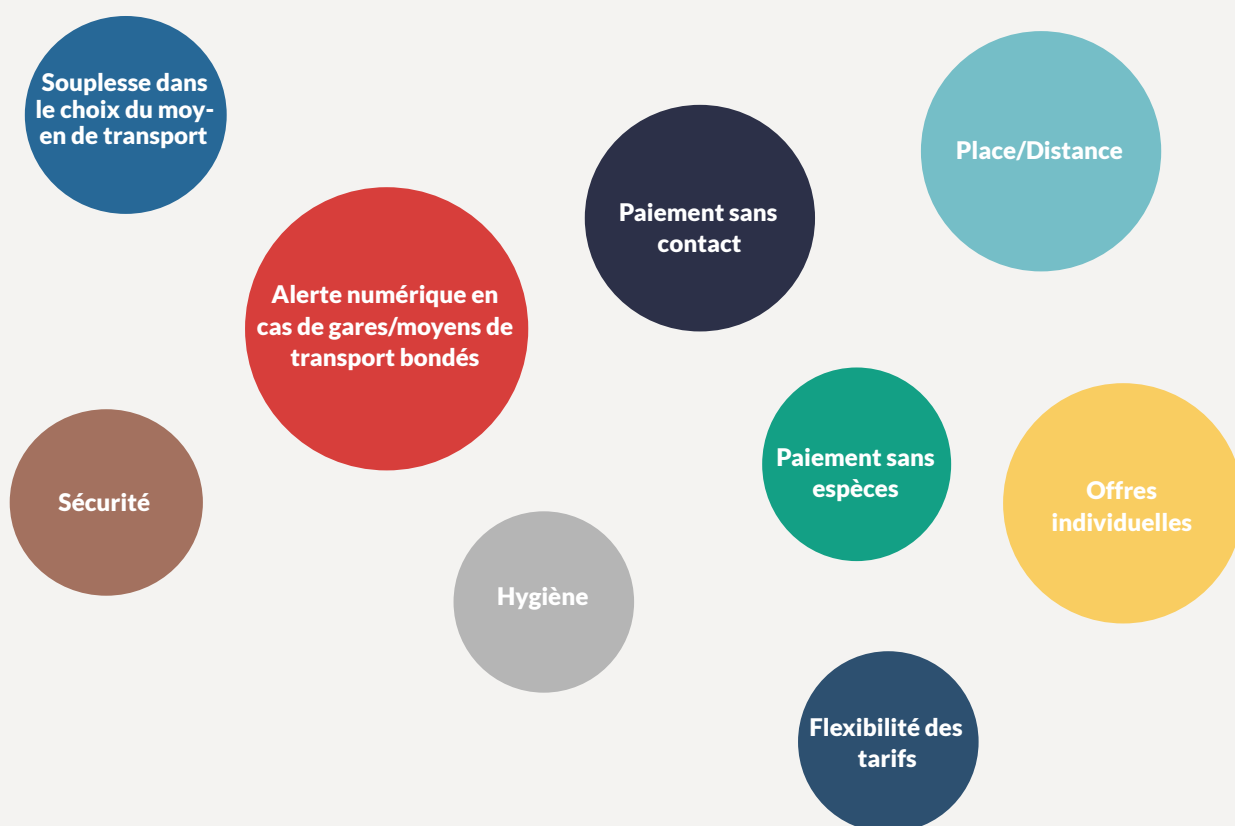 Souplesse dans
le choix du moy-
en de transport
Place/Distance
Paiement sans
contact
Alerte numérique en
cas de gares/moyens de
transport bondés
Paiement sans
espèces
Offres
individuelles
Sécurité
Hygiène
Flexibilité des
tarifs